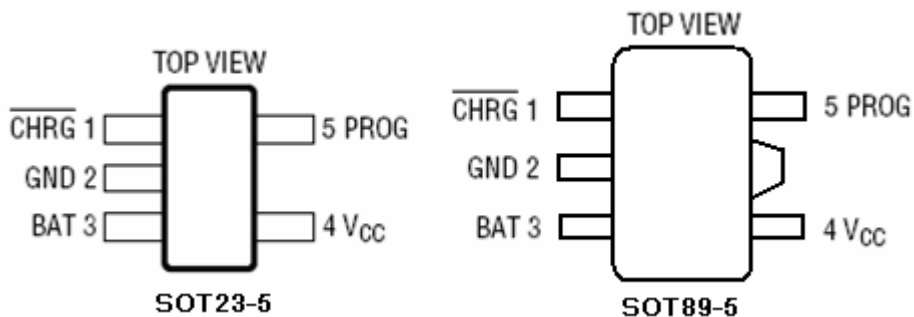 TOP VIEW
CHRG 1
5 PROG
GND 2
BAT 3
4 VCC
SOT23-5
TOP VIEW
CHRG 1
5 PROG
GND 2
BAT 3
4 VCC
SOT89-5